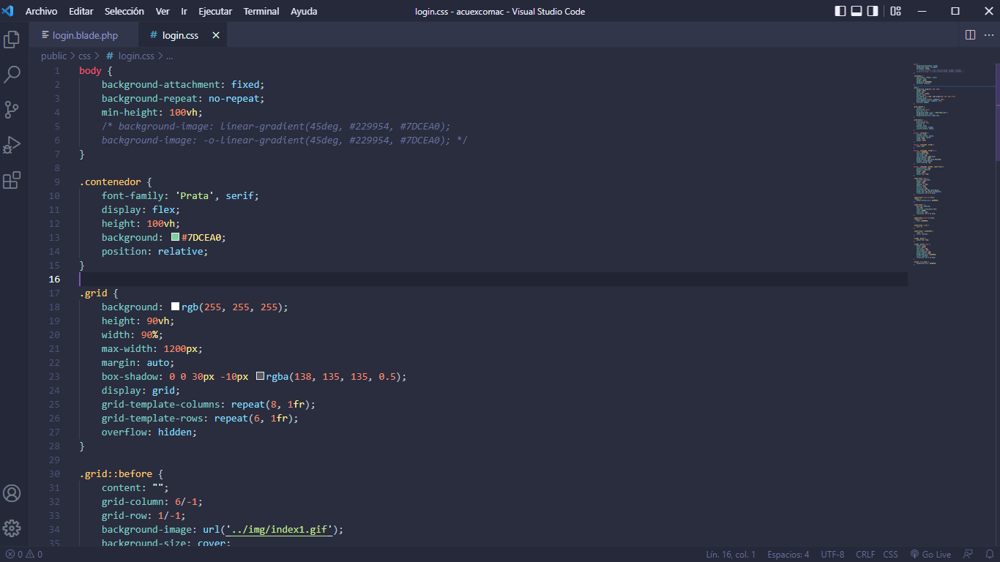 Archivo Editar Selección Ver Ir Ejecutar Terminal Ayuda login.css - acuexcomac - Visual Studio Code
login.blade.php # login.css
public > css > # login.css > ...
1 body {
2 background-attachment: fixed;
3 background-repeat: no-repeat;
4 min-height: 100vh;
5 /* background-image: linear-gradient(45deg, #229954, #7DCEA0);
6 background-image: -o-linear-gradient(45deg, #229954, #7DCEA0); */
7 }
8
9 .contenedor {
10 font-family: 'Prata', serif;
11 display: flex;
12 height: 100vh;
13 background: #7DCEA0;
14 position: relative;
15 }
16
17 .grid {
18 background: rgb(255, 255, 255);
19 height: 90vh;
20 width: 90%;
21 max-width: 1200px;
22 margin: auto;
23 box-shadow: 0 0 30px -10px rgba(138, 135, 135, 0.5);
24 display: grid;
25 grid-template-columns: repeat(8, 1fr);
26 grid-template-rows: repeat(6, 1fr);
27 overflow: hidden;
28 }
29
30 .grid::before {
31 content: "";
32 grid-column: 6/-1;
33 grid-row: 1/-1;
34 background-image: url('../img/index1.gif');
35 background-size: cover;
0 0 Lín. 16, col. 1 Espacios: 4 UTF-8 CRLF CSS Go Live